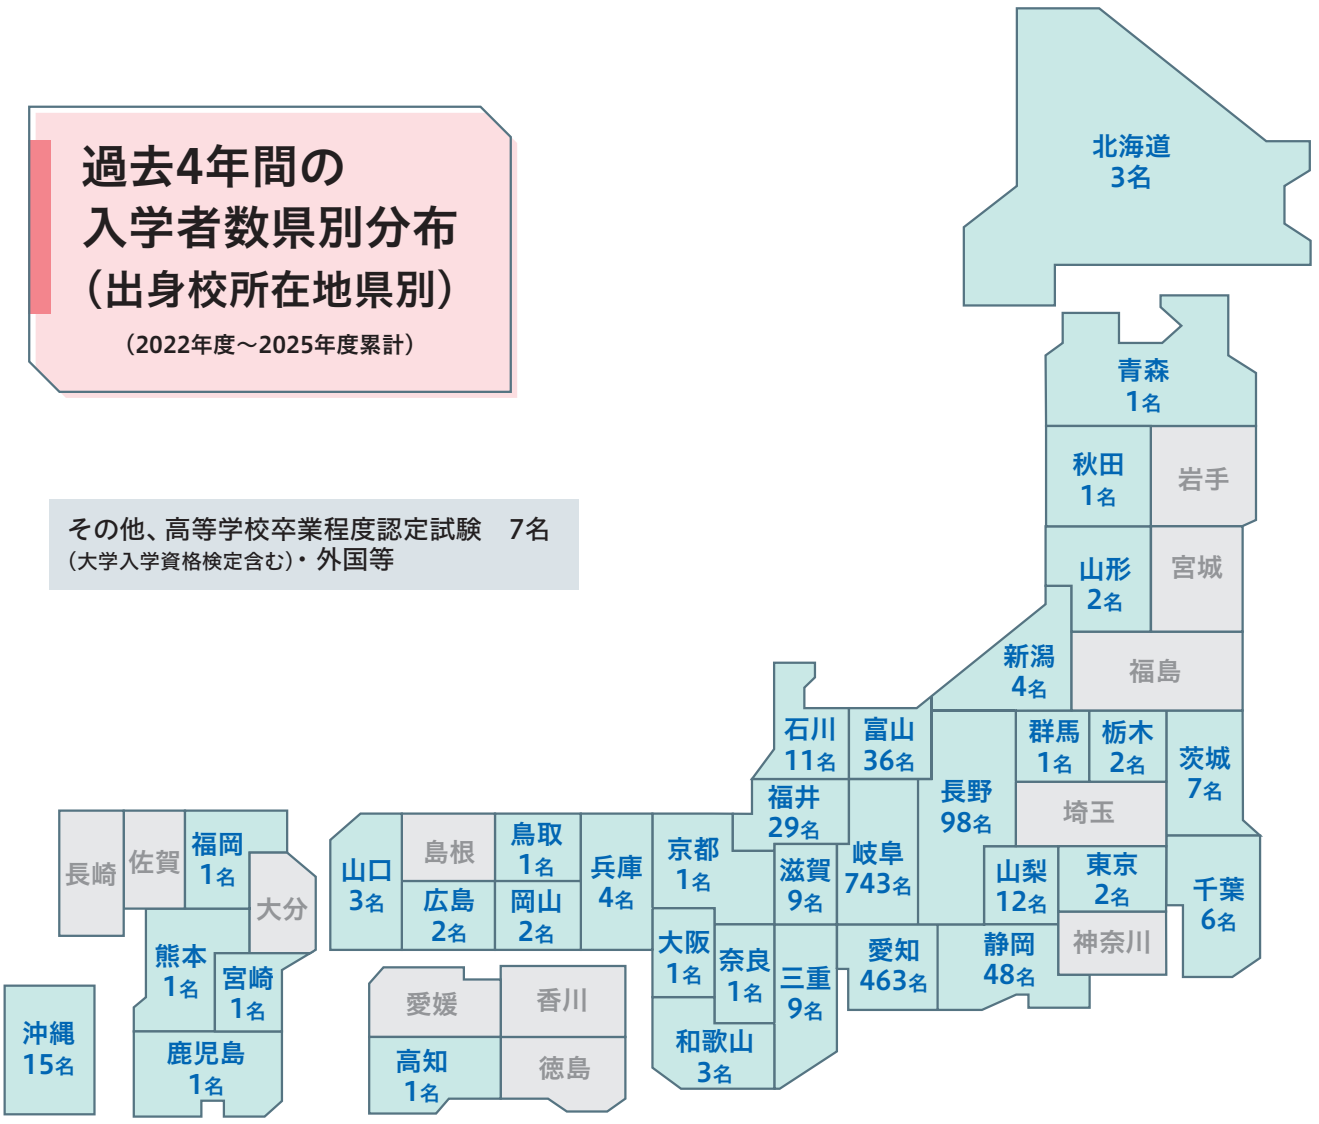 過去4年間の
入学者数県別分布
（出身校所在地県別）
（2022年度～2025年度累計）
その他、高等学校卒業程度認定試験　7名
（大学入学資格検定含む）・外国等
北海道
3名
青森
1名
秋田
1名
岩手
山形
2名
宮城
新潟
4名
福島
石川
11名
富山
36名
群馬
1名
栃木
2名
茨城
7名
福井
29名
長野
98名
埼玉
長崎
佐賀
福岡
1名
大分
山口
3名
島根
鳥取
1名
兵庫
4名
京都
1名
滋賀
9名
岐阜
743名
山梨
12名
東京
2名
千葉
6名
広島
2名
岡山
2名
熊本
1名
宮崎
1名
大阪
1名
奈良
1名
三重
9名
愛知
463名
静岡
48名
神奈川
沖縄
15名
鹿児島
1名
愛媛
香川
高知
1名
徳島
和歌山
3名